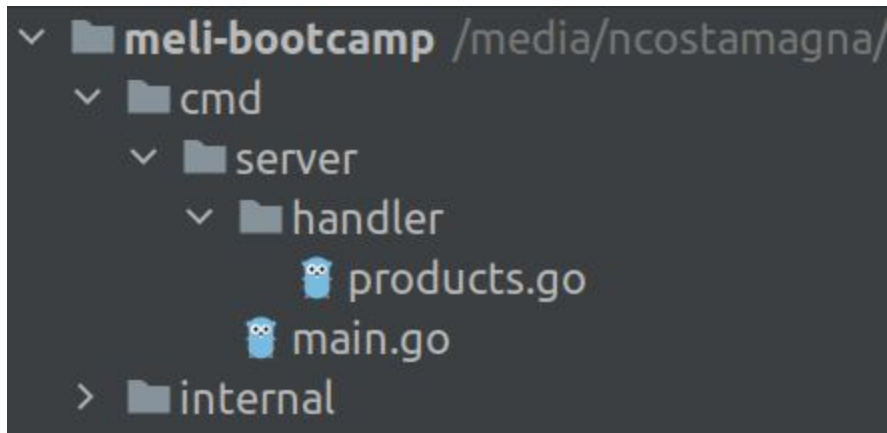 meli-bootcamp /media/ncostamagna/
cmd
server
handler
products.go
main.go
internal